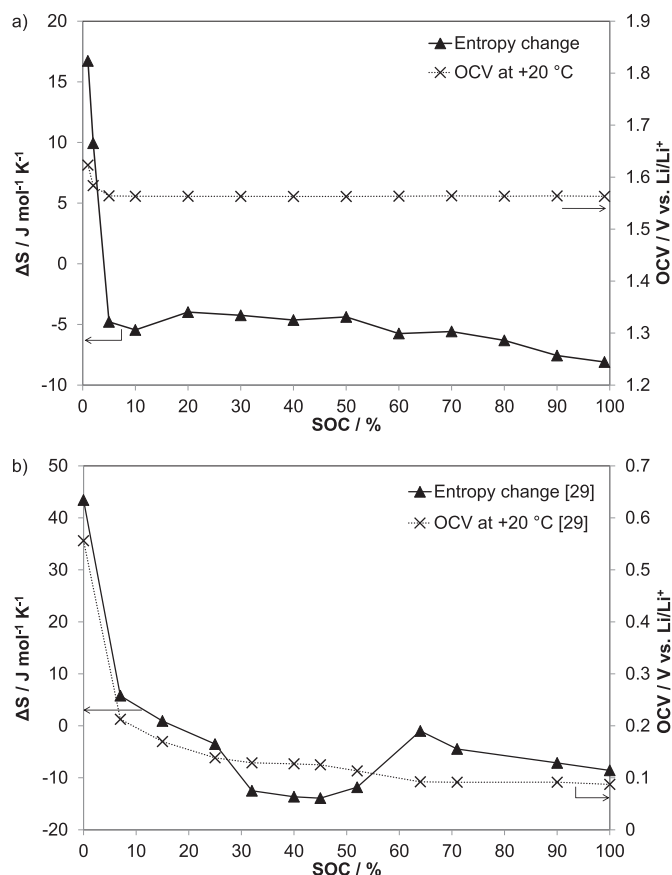 a)
20
15
10
5
0
-5
-10
ΔS / J mol⁻¹ K⁻¹
0 10 20 30 40 50 60 70 80 90 100
SOC / %
1.9
1.8
1.7
1.6
1.5
1.4
1.3
1.2
OCV / V vs. Li/Li⁺
Entropy change
OCV at +20 °C
b)
50
40
30
20
10
0
-10
-20
ΔS / J mol⁻¹ K⁻¹
0 10 20 30 40 50 60 70 80 90 100
SOC / %
0.7
0.6
0.5
0.4
0.3
0.2
0.1
0
OCV / V vs. Li/Li⁺
Entropy change [29]
OCV at +20 °C [29]